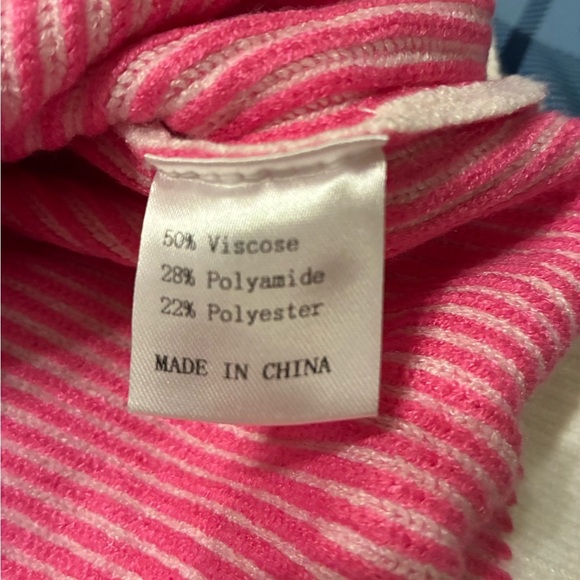 50% Viscose
28% Polyamide
22% Polyester
MADE IN CHINA